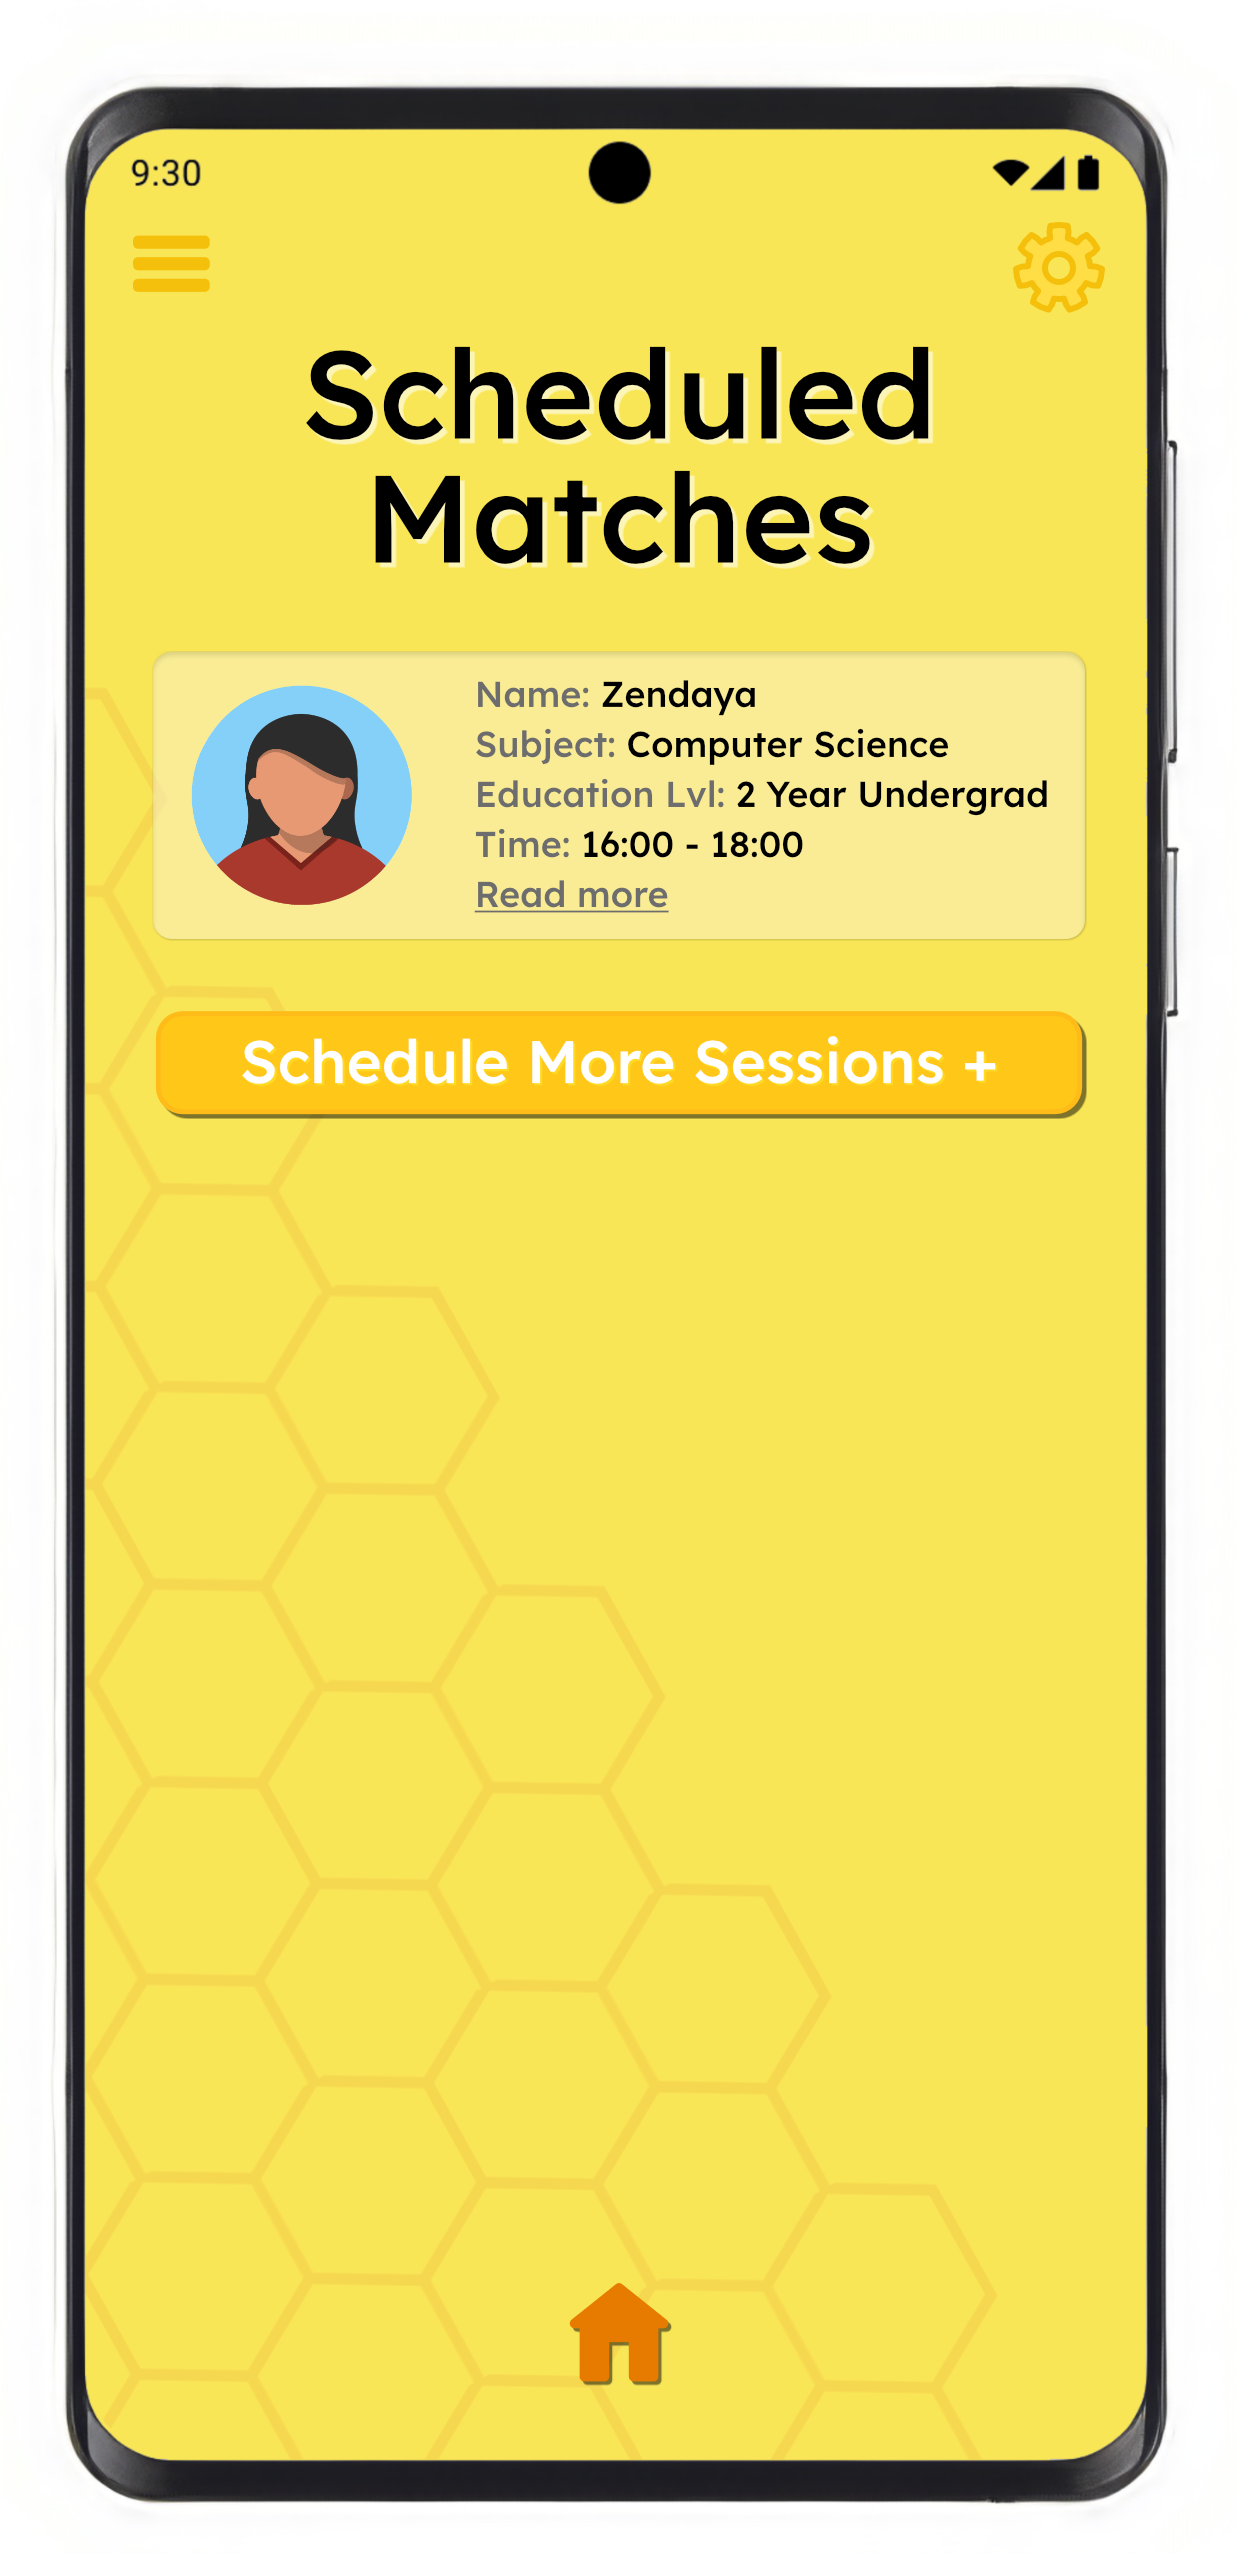 9:30
Scheduled
Matches
Name: Zendaya
Subject: Computer Science
Education Lvl: 2 Year Undergrad
Time: 16:00 - 18:00
Read more
Schedule More Sessions +